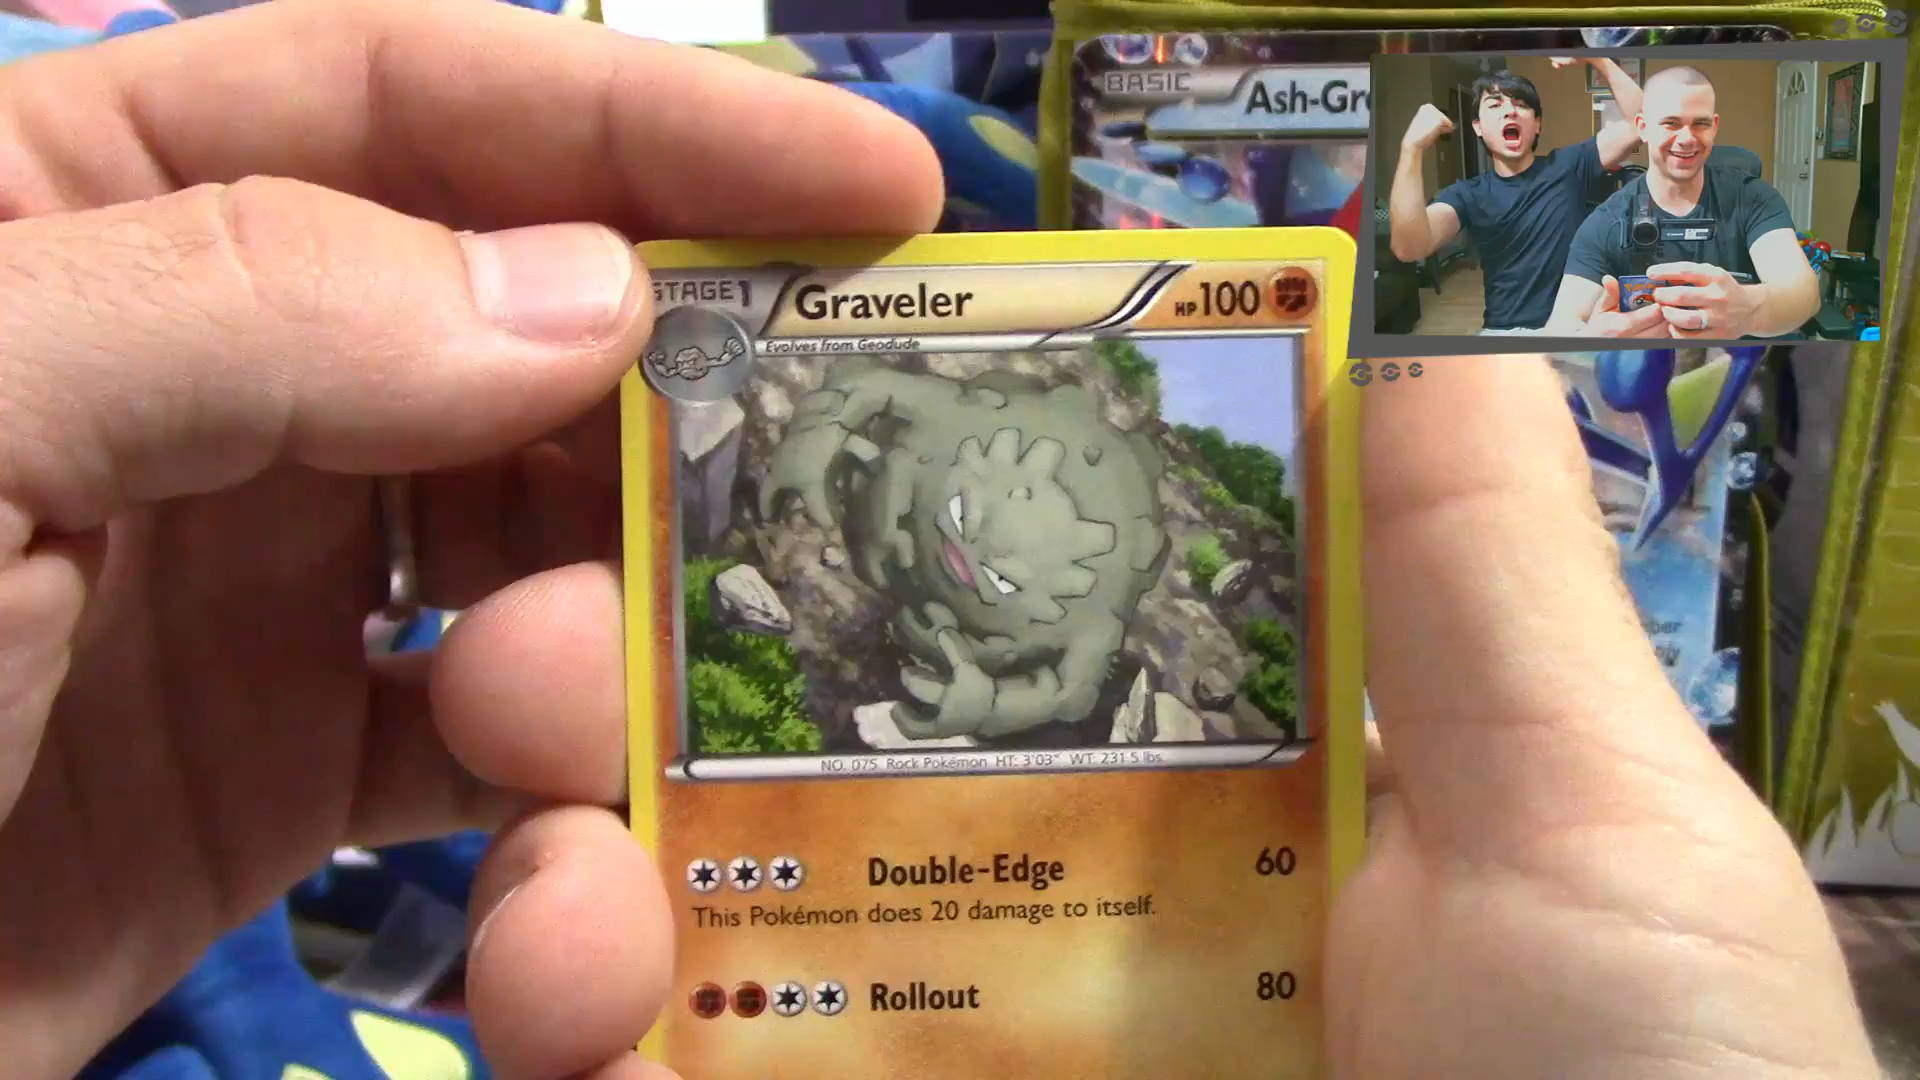 BASIC
Ash-Gr
STAGE 1
Graveler
HP 100
Evolves from Geodude
NO. 075 Rock Pokémon HT: 3'03" WT: 231.5 lbs.
Double-Edge 60
This Pokémon does 20 damage to itself.
Rollout 80